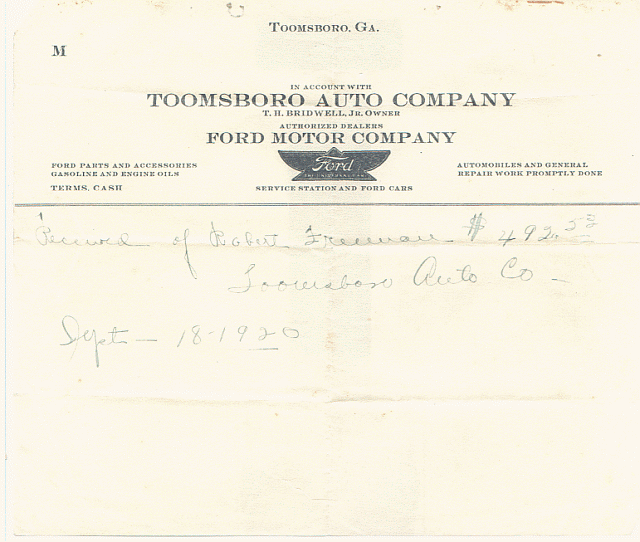 TOOMSBORO, GA.
M
IN ACCOUNT WITH
TOOMSBORO AUTO COMPANY
T. H. BRIDWELL, JR. OWNER
AUTHORIZED DEALERS
FORD MOTOR COMPANY
Ford
FORD PARTS AND ACCESSORIES
GASOLINE AND ENGINE OILS
TERMS, CASH
AUTOMOBILES AND GENERAL
REPAIR WORK PROMPTLY DONE
SERVICE STATION AND FORD CARS
Received of Robert Freeman $492.53
Toomsboro Auto Co –
Sept – 18-1920